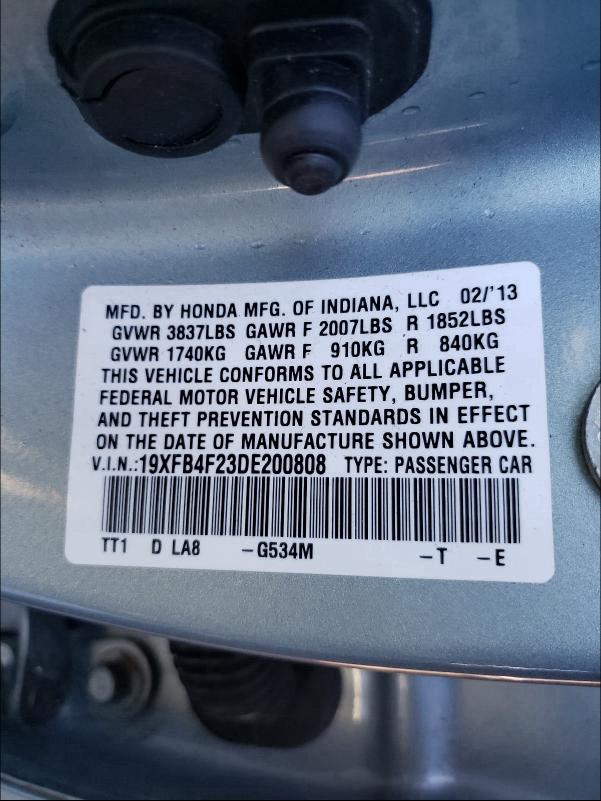 MFD. BY HONDA MFG. OF INDIANA, LLC 02/'13
GVWR 3837LBS GAWR F 2007LBS R 1852LBS
GVWR 1740KG GAWR F 910KG R 840KG
THIS VEHICLE CONFORMS TO ALL APPLICABLE
FEDERAL MOTOR VEHICLE SAFETY, BUMPER,
AND THEFT PREVENTION STANDARDS IN EFFECT
ON THE DATE OF MANUFACTURE SHOWN ABOVE.
V.I.N.:19XFB4F23DE200808 TYPE: PASSENGER CAR
TT1 D LA8 -G534M -T -E